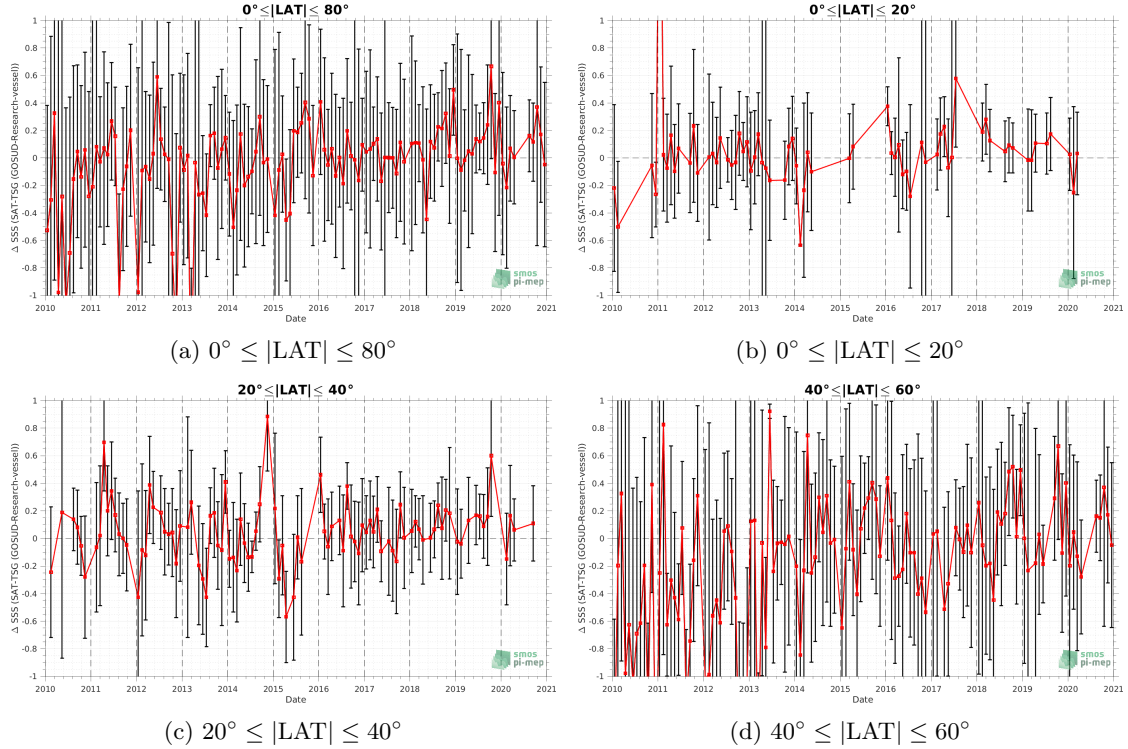 0°≤|LAT|≤ 80°
1
0.8
0.6
0.4
0.2
0
-0.2
-0.4
-0.6
-0.8
-1
Δ SSS (SAT-TSG (GOSUD-Research-vessel))
2010 2011 2012 2013 2014 2015 2016 2017 2018 2019 2020 2021
Date
smos
pi-mep
(a) 0° ≤ |LAT| ≤ 80°
0°≤|LAT|≤ 20°
1
0.8
0.6
0.4
0.2
0
-0.2
-0.4
-0.6
-0.8
-1
Δ SSS (SAT-TSG (GOSUD-Research-vessel))
2010 2011 2012 2013 2014 2015 2016 2017 2018 2019 2020 2021
Date
smos
pi-mep
(b) 0° ≤ |LAT| ≤ 20°
20°≤|LAT|≤ 40°
1
0.8
0.6
0.4
0.2
0
-0.2
-0.4
-0.6
-0.8
-1
Δ SSS (SAT-TSG (GOSUD-Research-vessel))
2010 2011 2012 2013 2014 2015 2016 2017 2018 2019 2020 2021
Date
smos
pi-mep
(c) 20° ≤ |LAT| ≤ 40°
40°≤|LAT|≤ 60°
1
0.8
0.6
0.4
0.2
0
-0.2
-0.4
-0.6
-0.8
-1
Δ SSS (SAT-TSG (GOSUD-Research-vessel))
2010 2011 2012 2013 2014 2015 2016 2017 2018 2019 2020 2021
Date
smos
pi-mep
(d) 40° ≤ |LAT| ≤ 60°